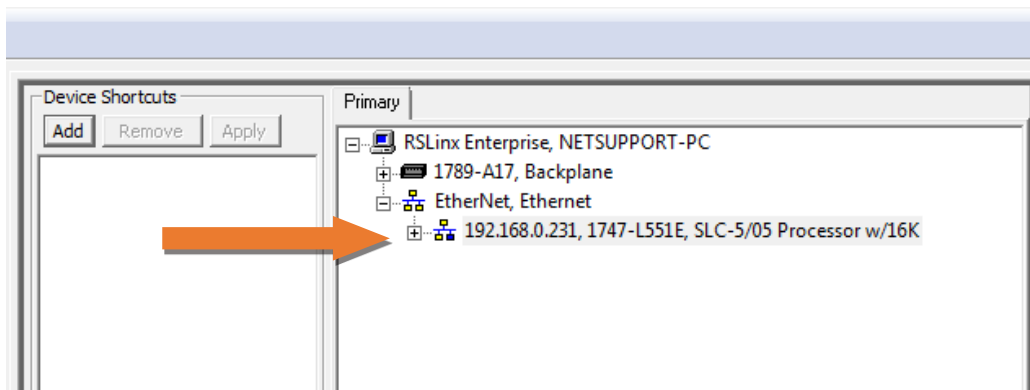 Device Shortcuts
Add Remove Apply
Primary
RSLinx Enterprise, NETSUPPORT-PC
1789-A17, Backplane
EtherNet, Ethernet
192.168.0.231, 1747-L551E, SLC-5/05 Processor w/16K